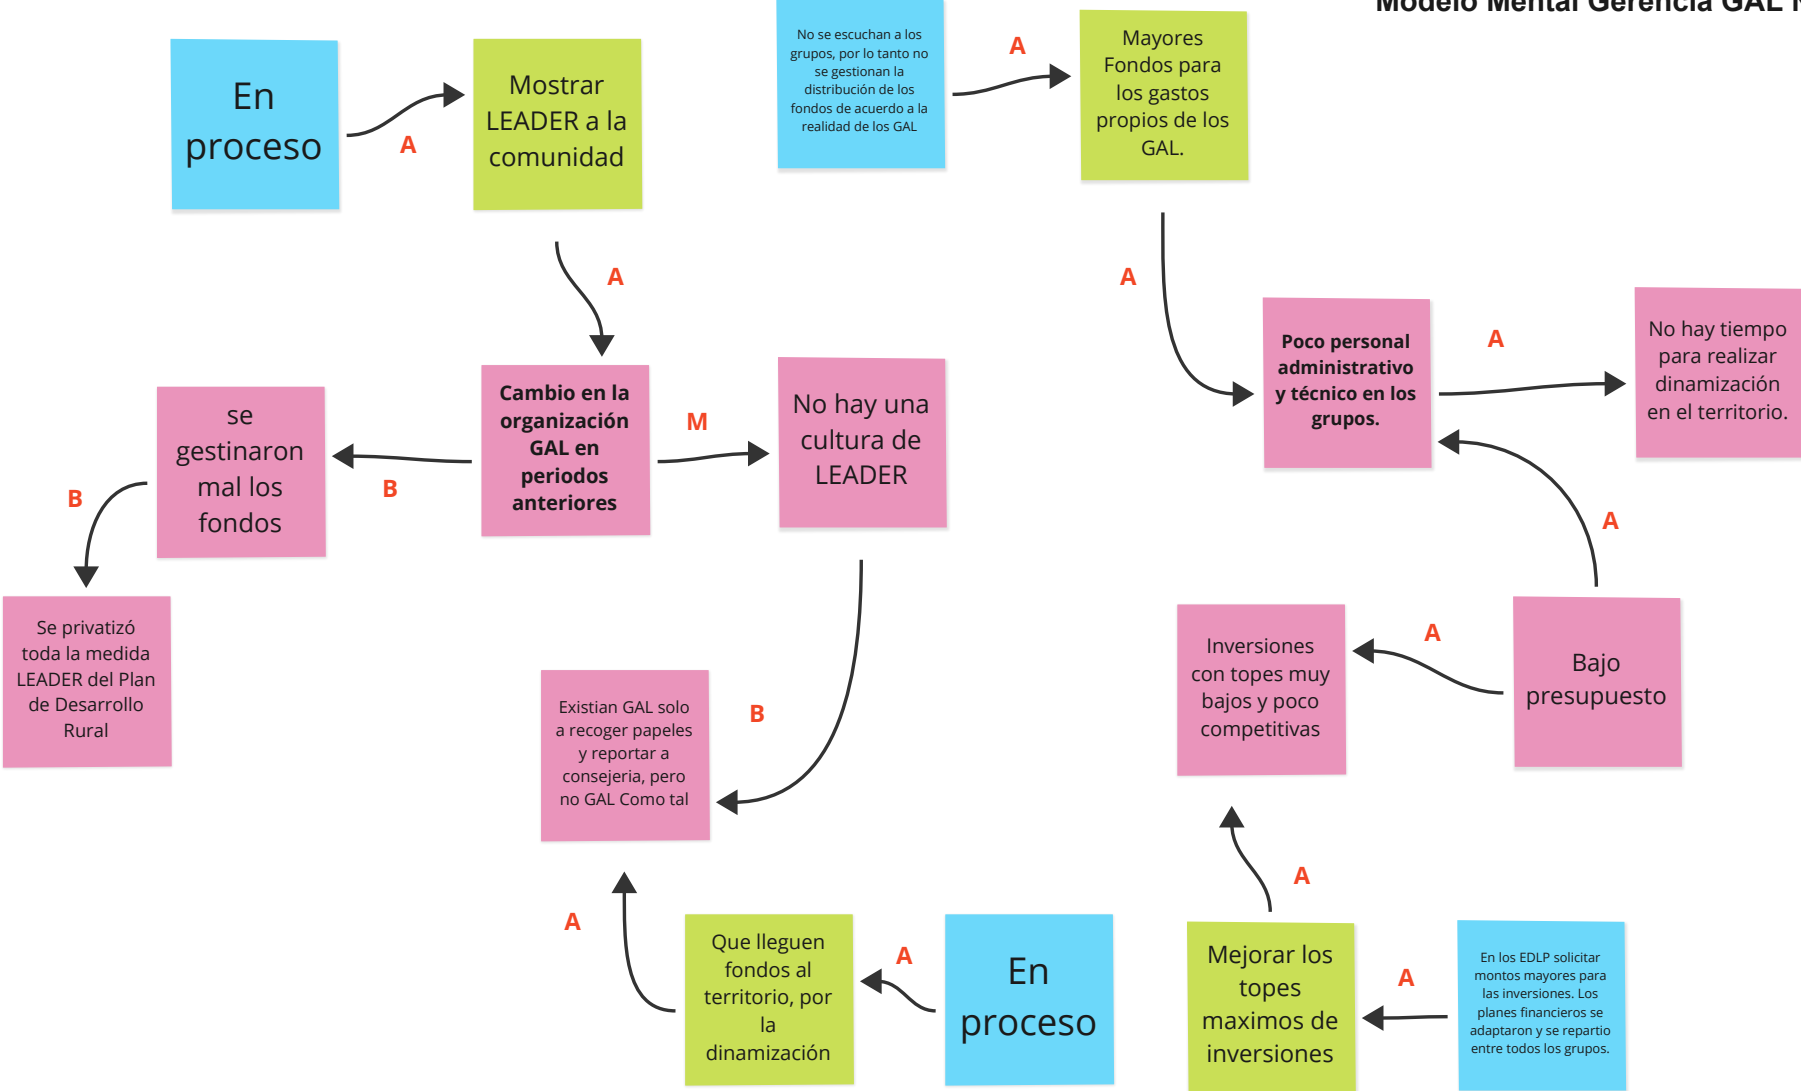 Modelo Mental Gerencia GAL
En
proceso
A
Mostrar
LEADER a la
comunidad
No se escuchan a los
grupos, por lo tanto no
se gestionan la
distribución de los
fondos de acuerdo a la
realidad de los GAL
A
Mayores
Fondos para
los gastos
propios de los
GAL.
A
A
Poco personal
administrativo
y técnico en los
grupos.
A
No hay tiempo
para realizar
dinamización
en el territorio.
se
gestinaron
mal los
fondos
B
Cambio en la
organización
GAL en
periodos
anteriores
M
No hay una
cultura de
LEADER
B
A
Se privatizó
toda la medida
LEADER del Plan
de Desarrollo
Rural
Existian GAL solo
a recoger papeles
y reportar a
consejeria, pero
no GAL Como tal
B
Inversiones
con topes muy
bajos y poco
competitivas
A
Bajo
presupuesto
A
A
Que lleguen
fondos al
territorio, por
la
dinamización
A
En
proceso
Mejorar los
topes
maximos de
inversiones
A
En los EDLP solicitar
montos mayores para
las inversiones. Los
planes financieros se
adaptaron y se repartio
entre todos los grupos.